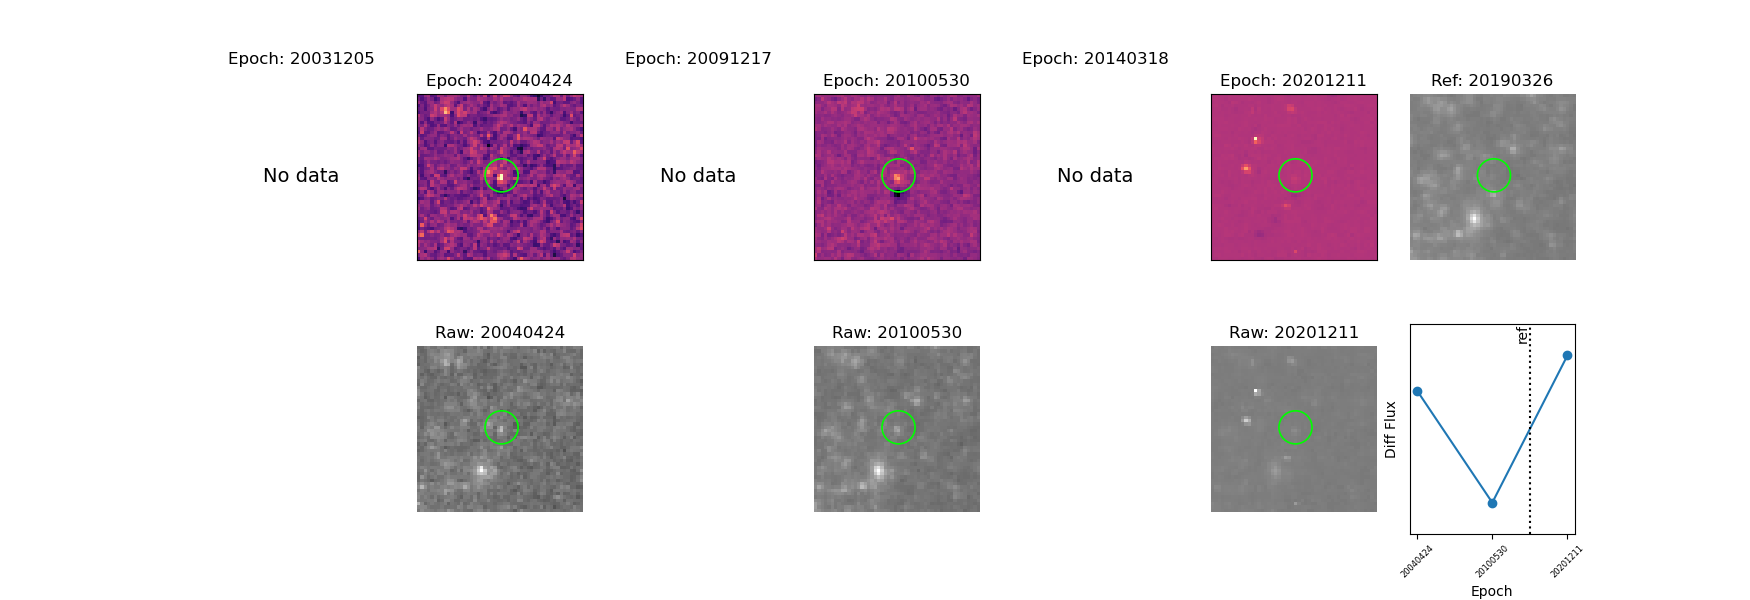 Epoch: 20031205
Epoch: 20040424
Epoch: 20091217
Epoch: 20100530
Epoch: 20140318
Epoch: 20201211
Ref: 20190326
No data
No data
No data
Raw: 20040424
Raw: 20100530
Raw: 20201211
ref
Diff Flux
20040424
20100530
20201211
Epoch